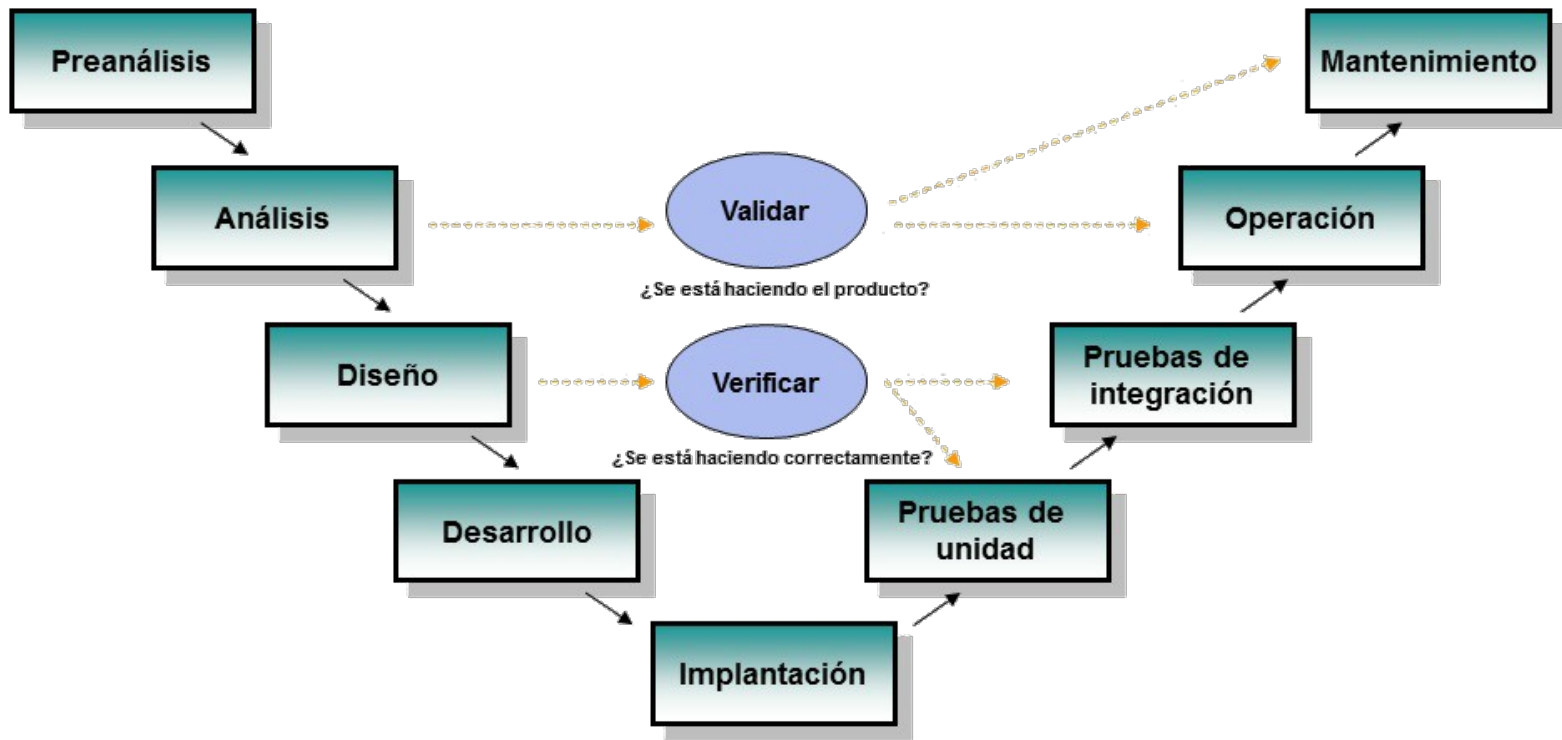 Preanálisis
Mantenimiento
Análisis
Validar
Operación
¿Se está haciendo el producto?
Diseño
Verificar
Pruebas de
integración
¿Se está haciendo correctamente?
Desarrollo
Pruebas de
unidad
Implantación